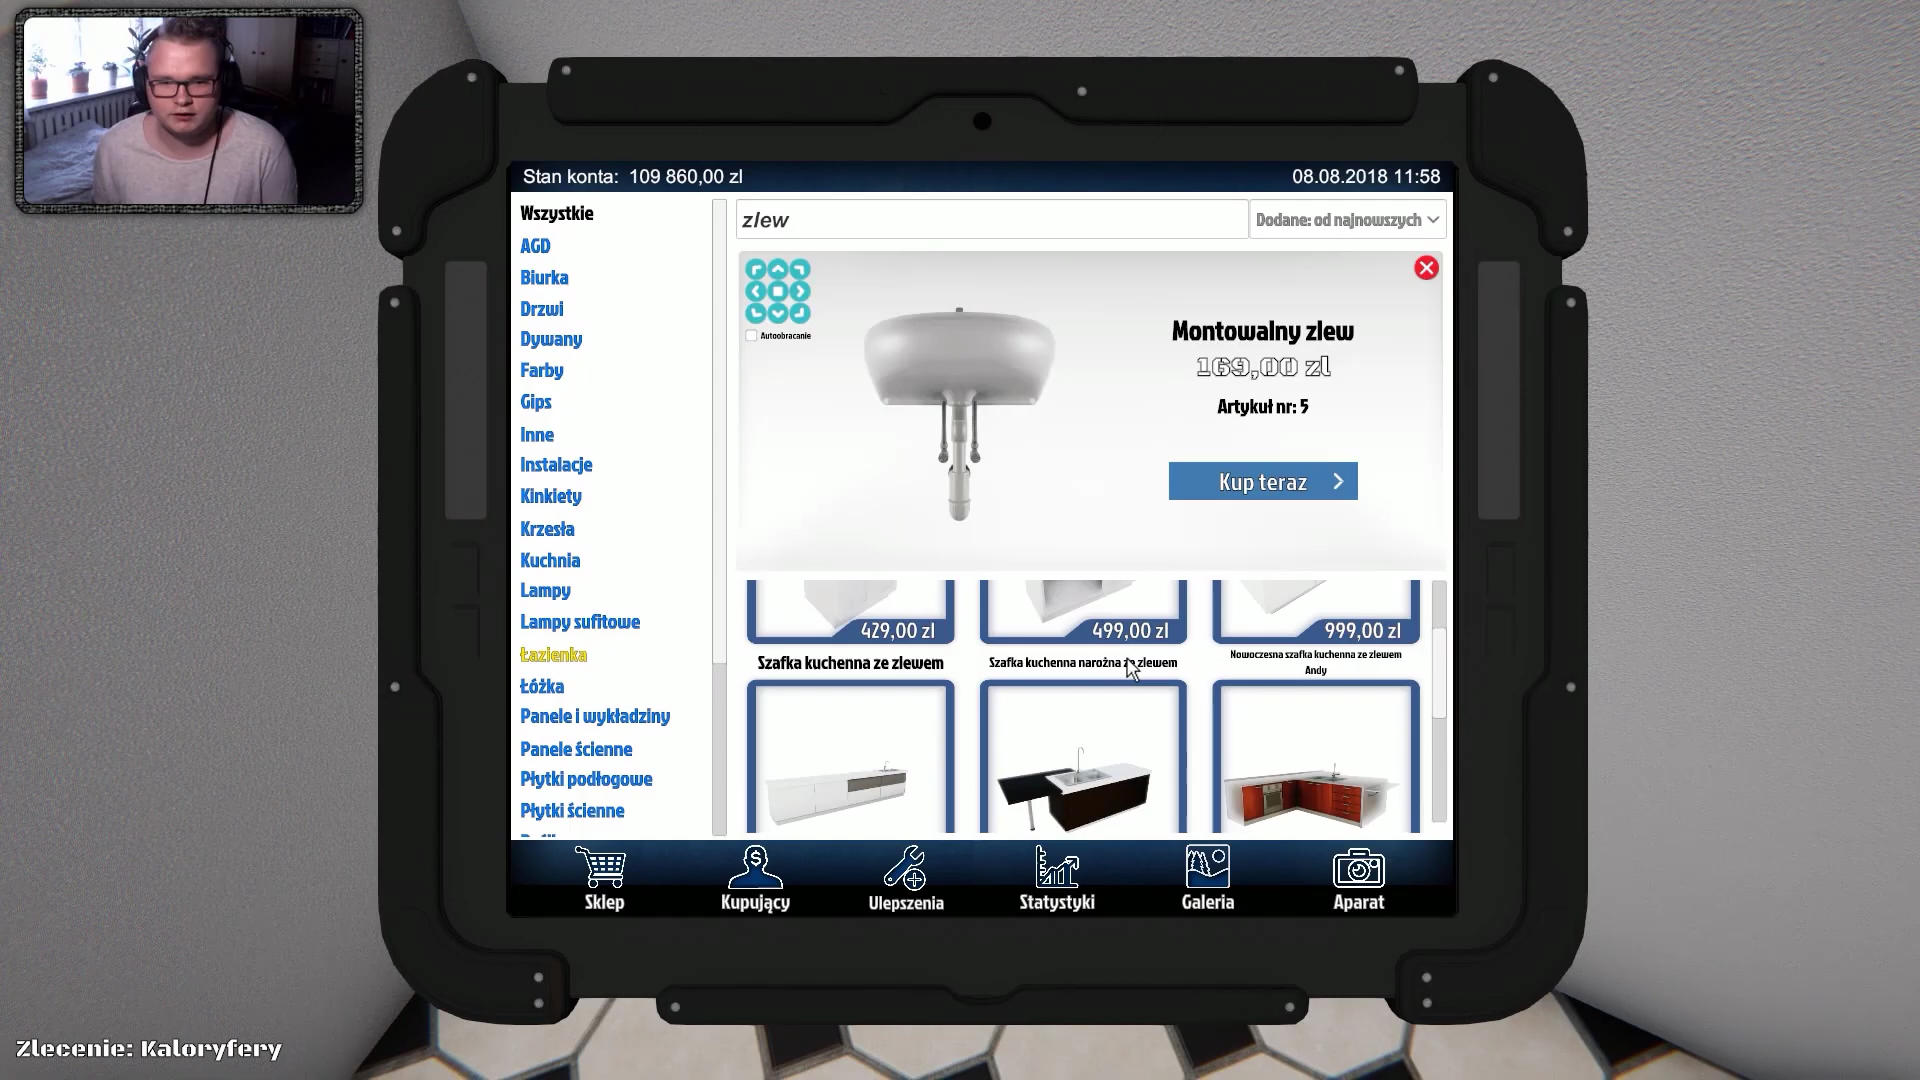 Stan konta: 109 860,00 zl
08.08.2018 11:58
Wszystkie
AGD
Biurka
Drzwi
Dywany
Farby
Gips
Inne
Instalacje
Kinkiety
Krzesła
Kuchnia
Lampy
Lampy sufitowe
Łazienka
Łóżka
Panele i wykładziny
Panele ścienne
Płytki podłogowe
Płytki ścienne
zlew
Dodane: od najnowszych
Autoobracanie
Montowalny zlew
169,00 zl
Artykuł nr: 5
Kup teraz
429,00 zl
499,00 zl
999,00 zl
Szafka kuchenna ze zlewem
Szafka kuchenna narożna ze zlewem
Nowoczesna szafka kuchenna ze zlewem
Andy
Sklep
Kupujący
Ulepszenia
Statystyki
Galeria
Aparat
Zlecenie: Kaloryfery